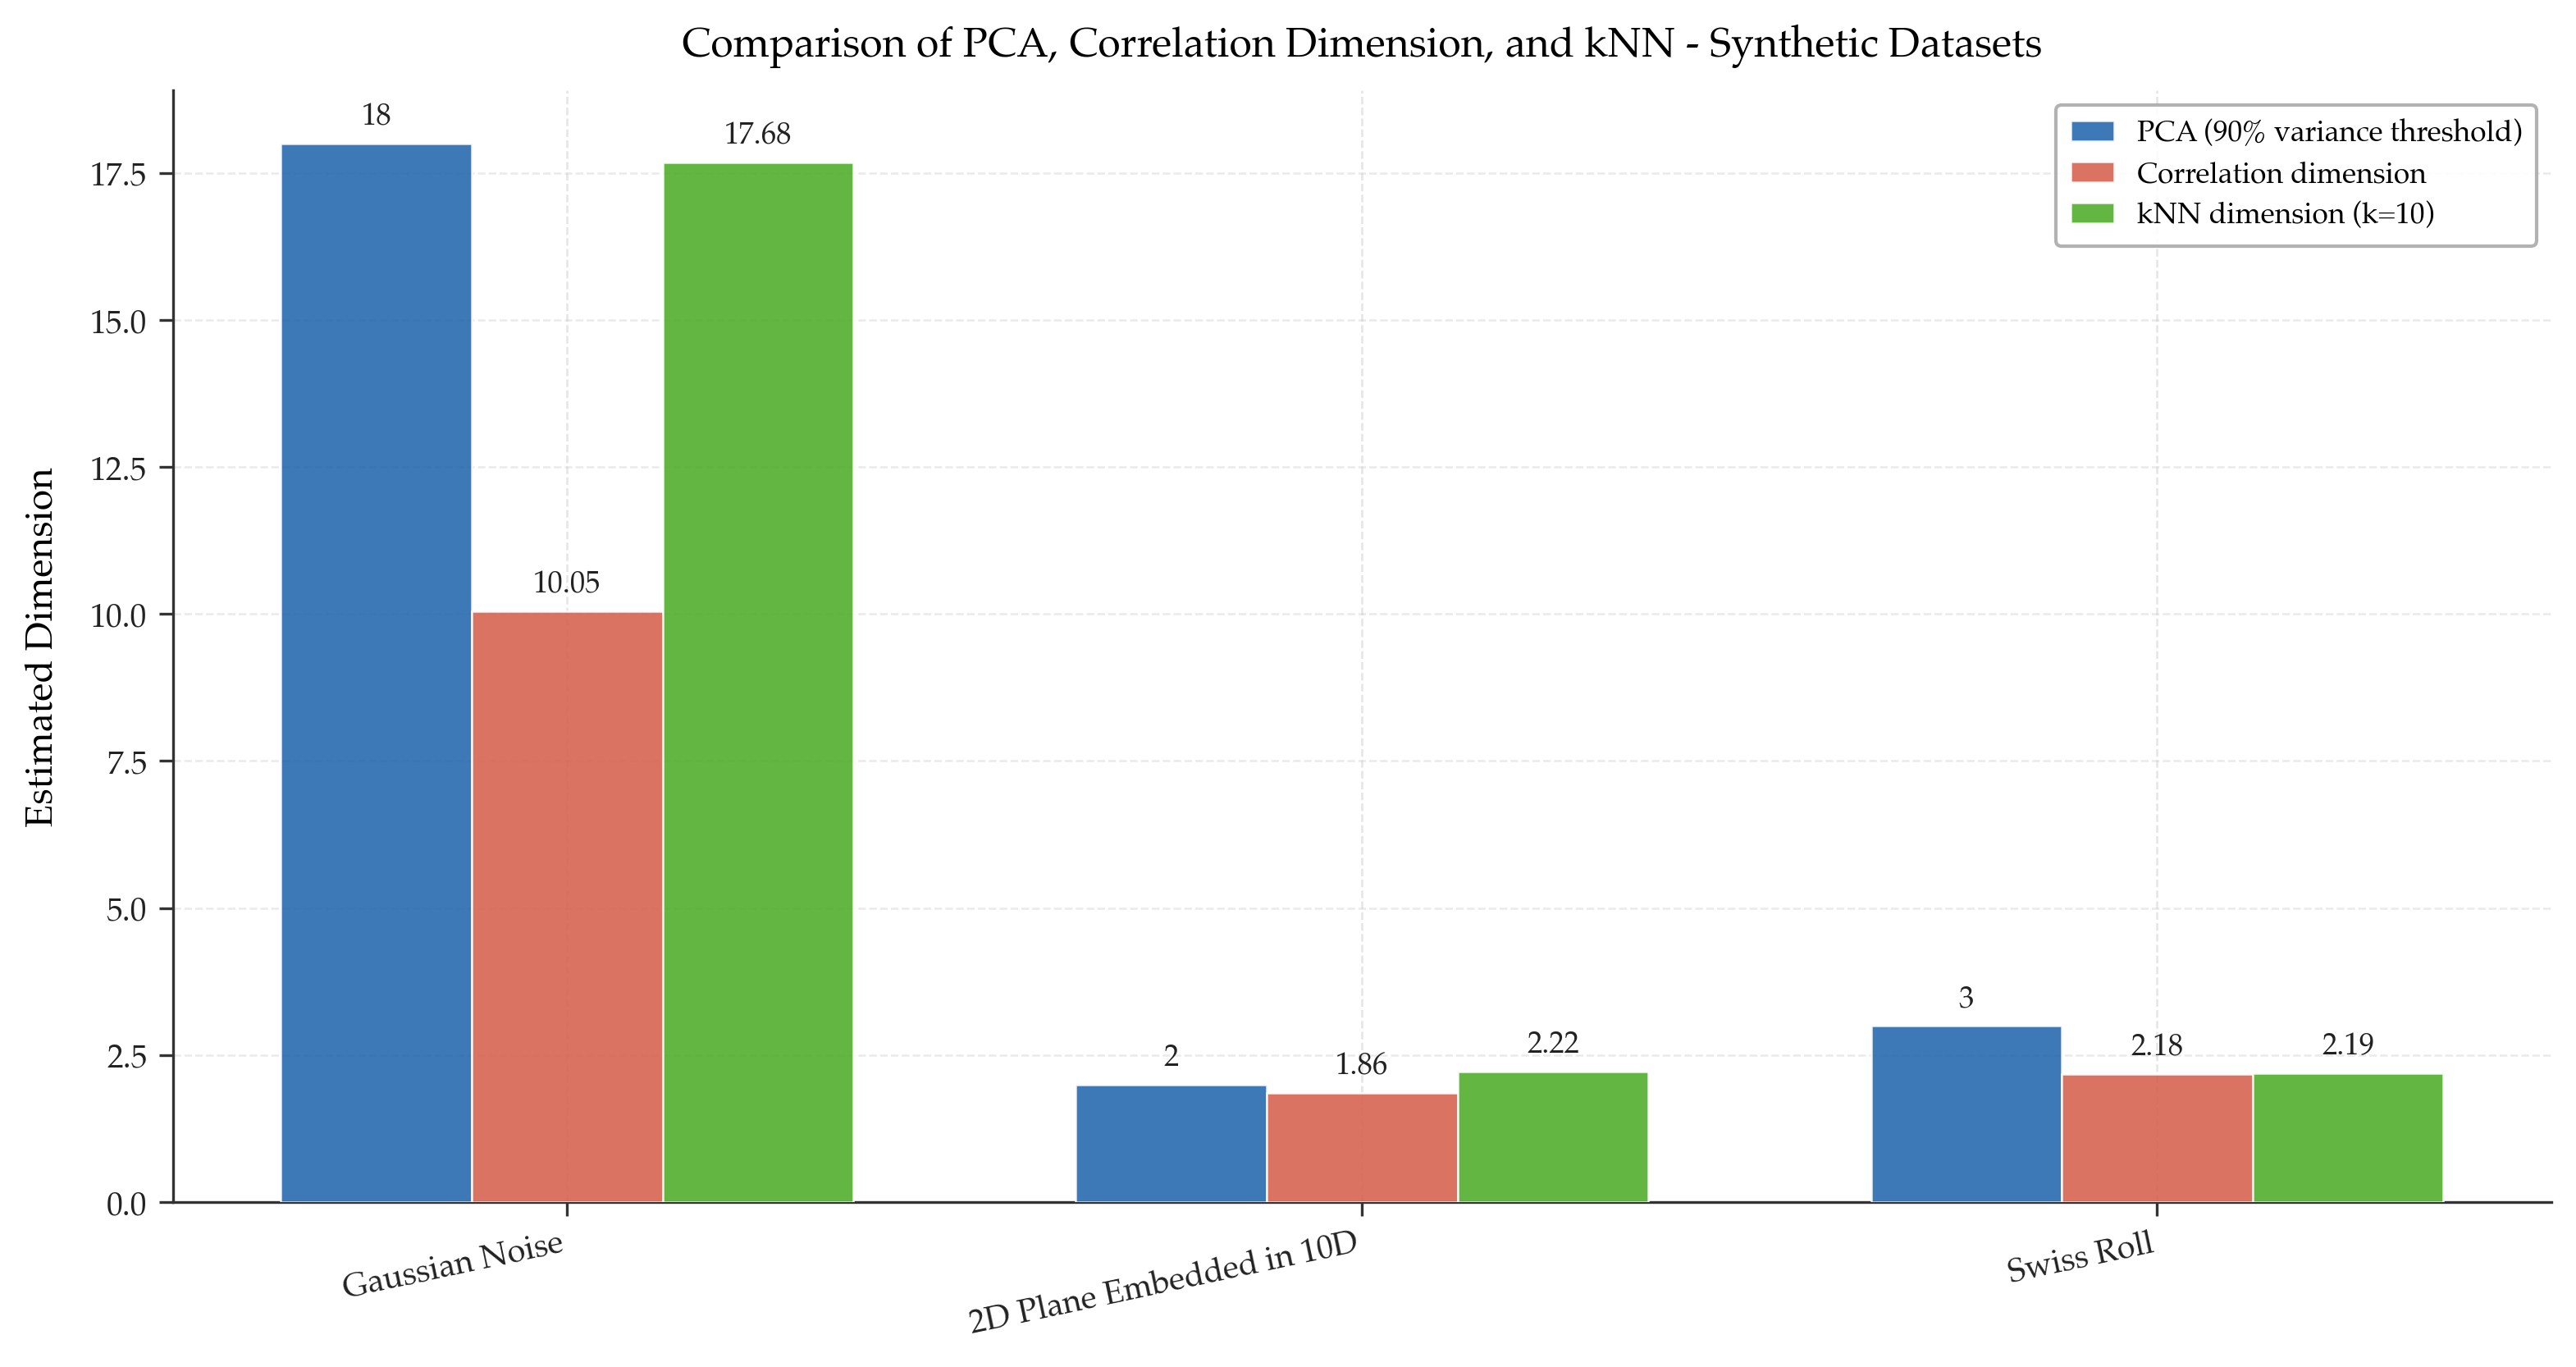 Comparison of PCA, Correlation Dimension, and kNN - Synthetic Datasets
18
17.68
10.05
2
1.86
2.22
3
2.18
2.19
PCA (90% variance threshold)
Correlation dimension
kNN dimension (k=10)
Estimated Dimension
17.5
15.0
12.5
10.0
7.5
5.0
2.5
0.0
Gaussian Noise
2D Plane Embedded in 10D
Swiss Roll